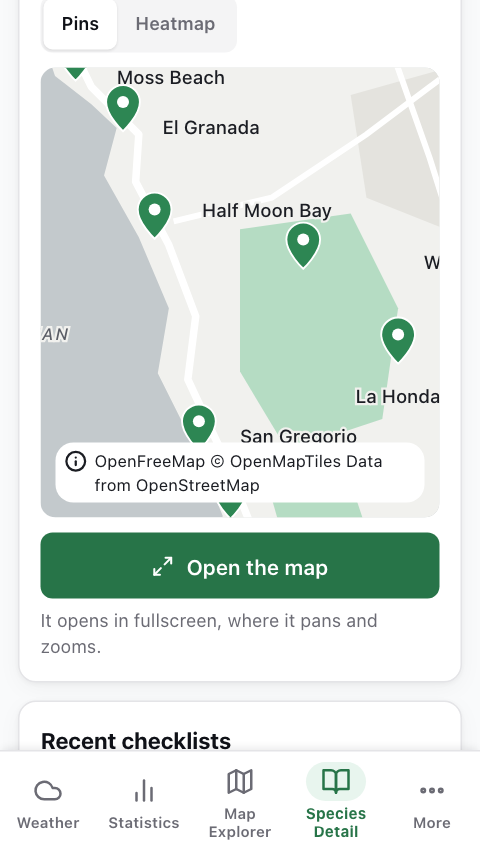 Pins
Heatmap
Moss Beach
El Granada
Half Moon Bay
W
AN
La Honda
San Gregorio
OpenFreeMap © OpenMapTiles Data
from OpenStreetMap
Open the map
It opens in fullscreen, where it pans and
zooms.
Recent checklists
Weather
Statistics
Map
Explorer
Species
Detail
More